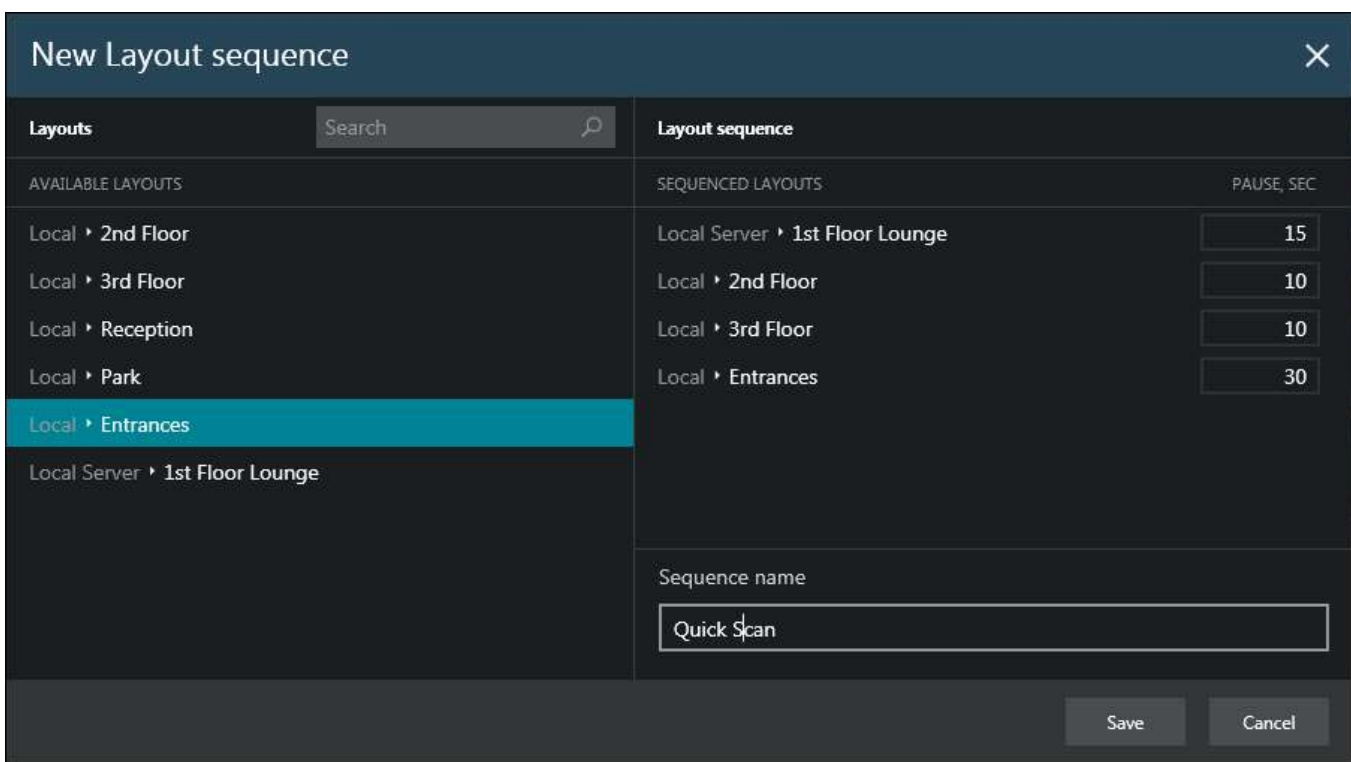 New Layout sequence
Layouts
Search
Layout sequence
AVAILABLE LAYOUTS
SEQUENCED LAYOUTS PAUSE, SEC
Local ‣ 2nd Floor
Local ‣ 3rd Floor
Local ‣ Reception
Local ‣ Park
Local ‣ Entrances
Local Server ‣ 1st Floor Lounge
Local Server ‣ 1st Floor Lounge 15
Local ‣ 2nd Floor 10
Local ‣ 3rd Floor 10
Local ‣ Entrances 30
Sequence name
Quick Scan
Save
Cancel